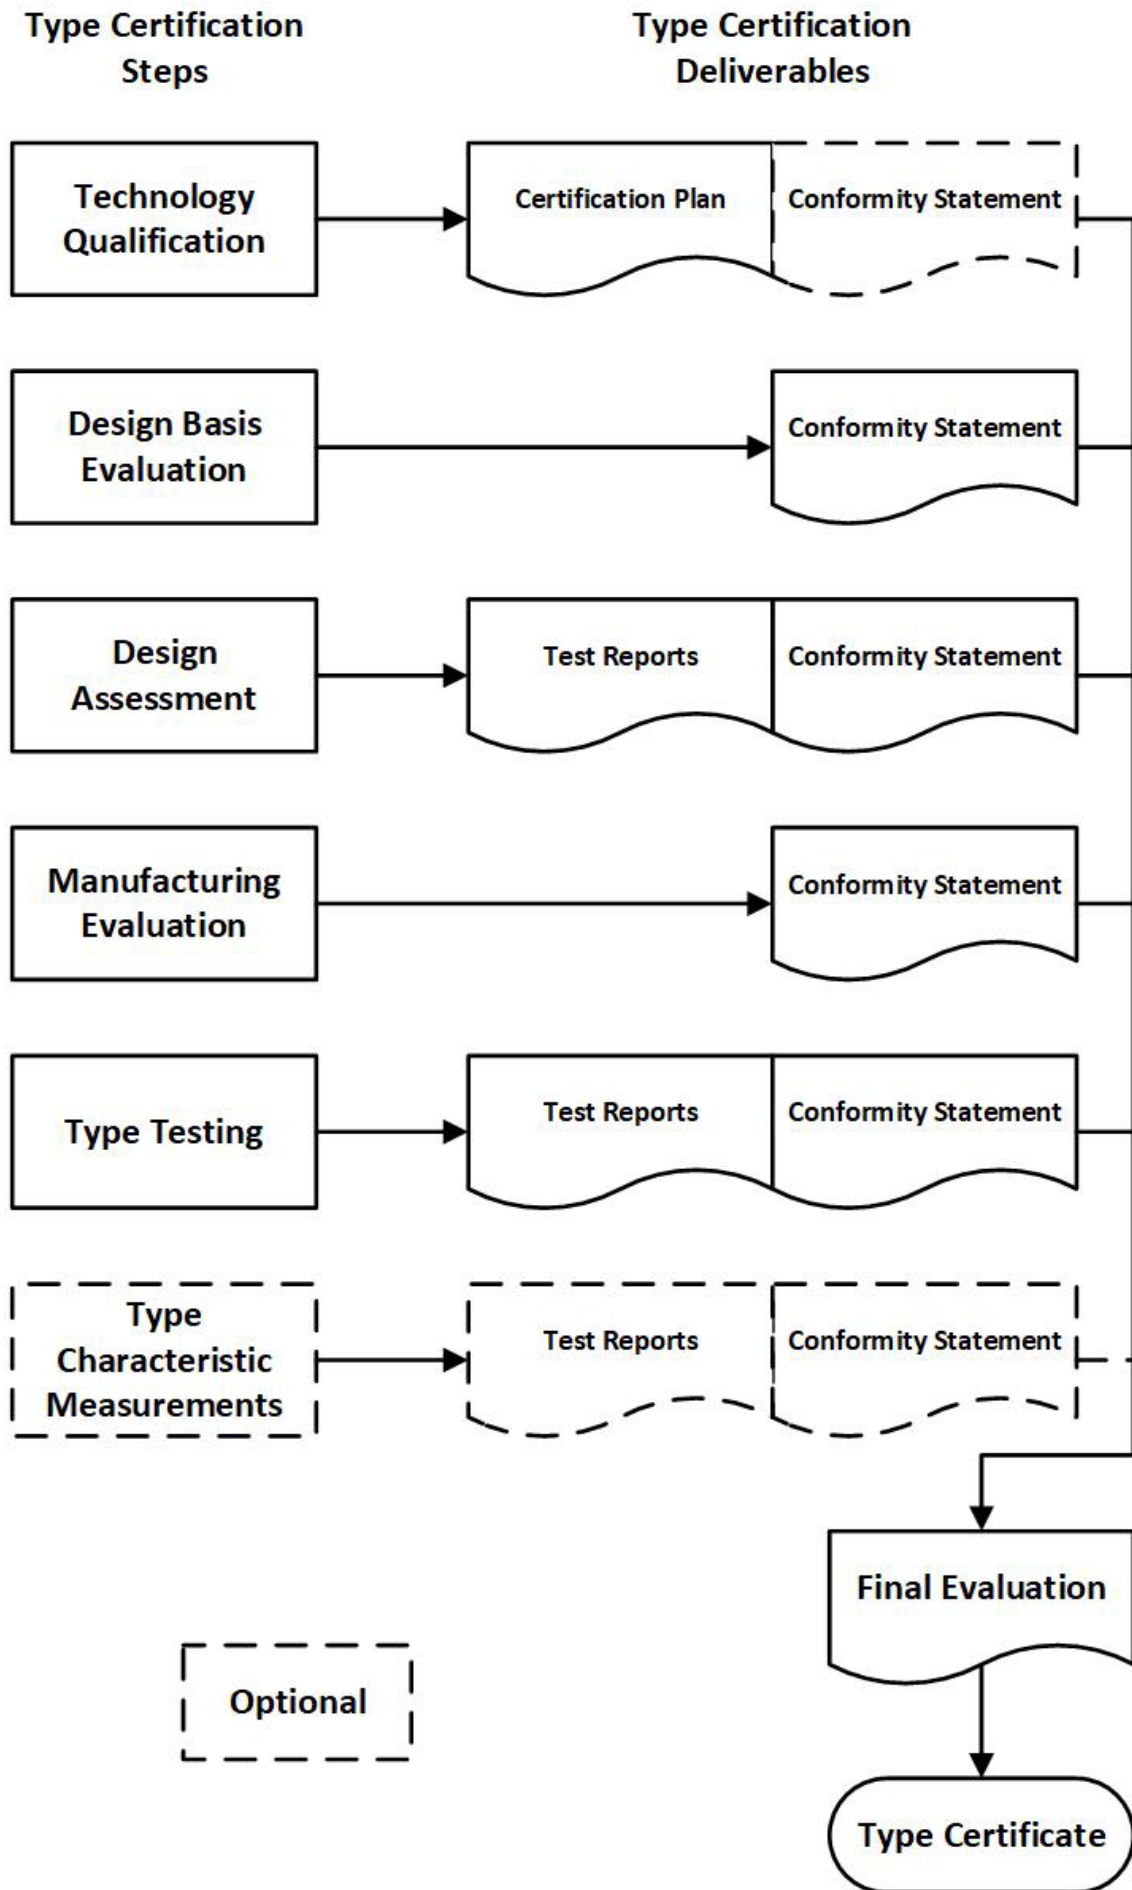 Type Certification
Steps
Type Certification
Deliverables
Technology
Qualification
Certification Plan
Conformity Statement
Design Basis
Evaluation
Conformity Statement
Design
Assessment
Test Reports
Conformity Statement
Manufacturing
Evaluation
Conformity Statement
Type Testing
Test Reports
Conformity Statement
Type
Characteristic
Measurements
Test Reports
Conformity Statement
Final Evaluation
Optional
Type Certificate